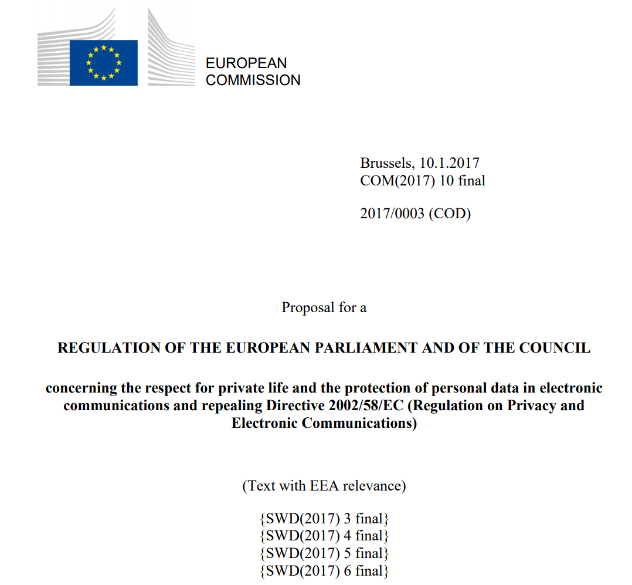 EUROPEAN
COMMISSION
Brussels, 10.1.2017
COM(2017) 10 final
2017/0003 (COD)
Proposal for a
REGULATION OF THE EUROPEAN PARLIAMENT AND OF THE COUNCIL
concerning the respect for private life and the protection of personal data in electronic
communications and repealing Directive 2002/58/EC (Regulation on Privacy and
Electronic Communications)
(Text with EEA relevance)
{SWD(2017) 3 final}
{SWD(2017) 4 final}
{SWD(2017) 5 final}
{SWD(2017) 6 final}